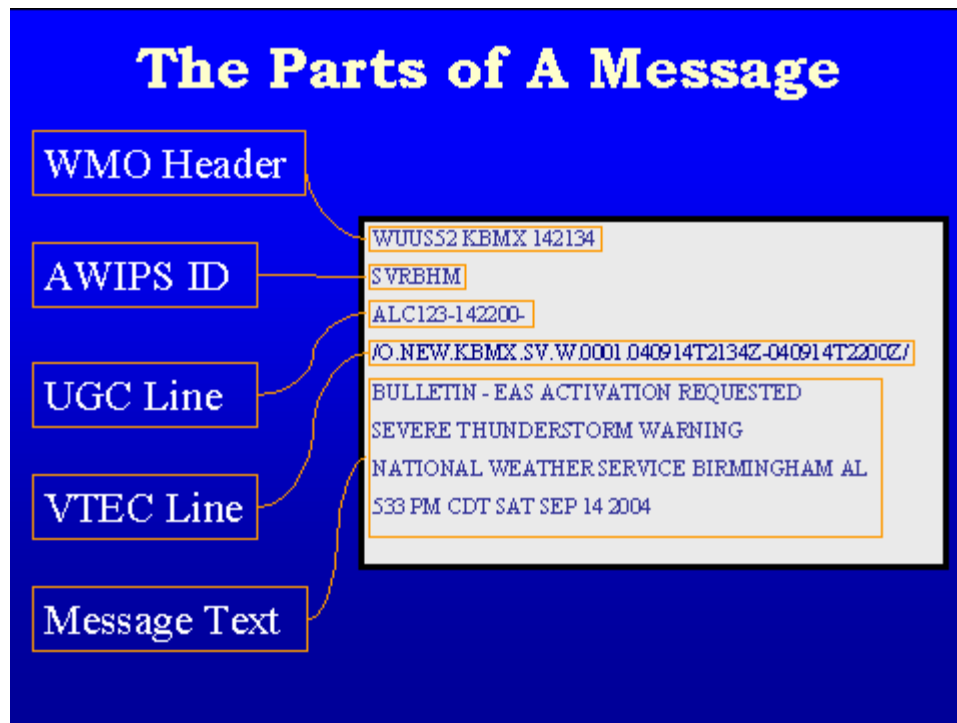 The Parts of A Message
WMO Header
AWIPS ID
UGC Line
VTEC Line
Message Text
WUUS52 KBMX 142134
SVRBHM
ALC123-142200-
/O.NEW.KBMX.SV.W.0001.040914T2134Z-040914T2200Z/
BULLETIN - EAS ACTIVATION REQUESTED
SEVERE THUNDERSTORM WARNING
NATIONAL WEATHER SERVICE BIRMINGHAM AL
533 PM CDT SAT SEP 14 2004